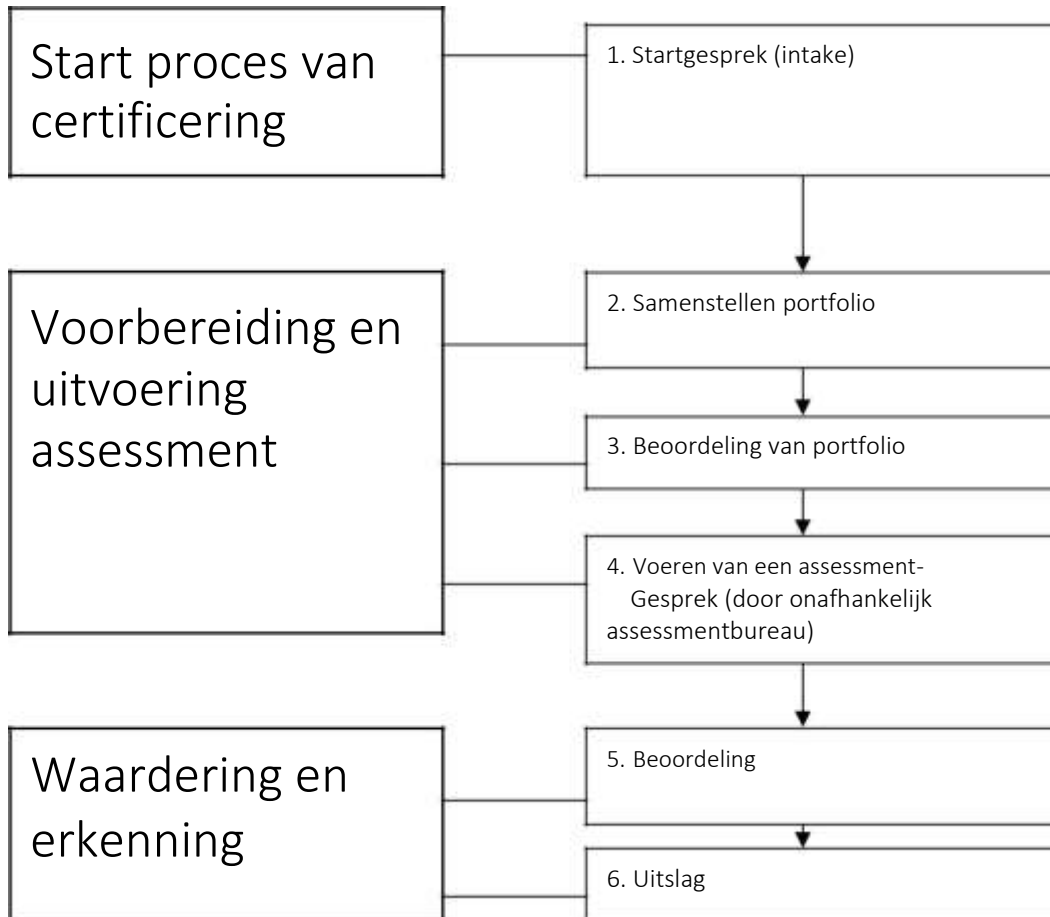 Start proces van
certificering
1. Startgesprek (intake)
Voorbereiding en
uitvoering
assessment
2. Samenstellen portfolio
3. Beoordeling van portfolio
4. Voeren van een assessment-
Gesprek (door onafhankelijk
assessmentbureau)
Waardering en
erkenning
5. Beoordeling
6. Uitslag